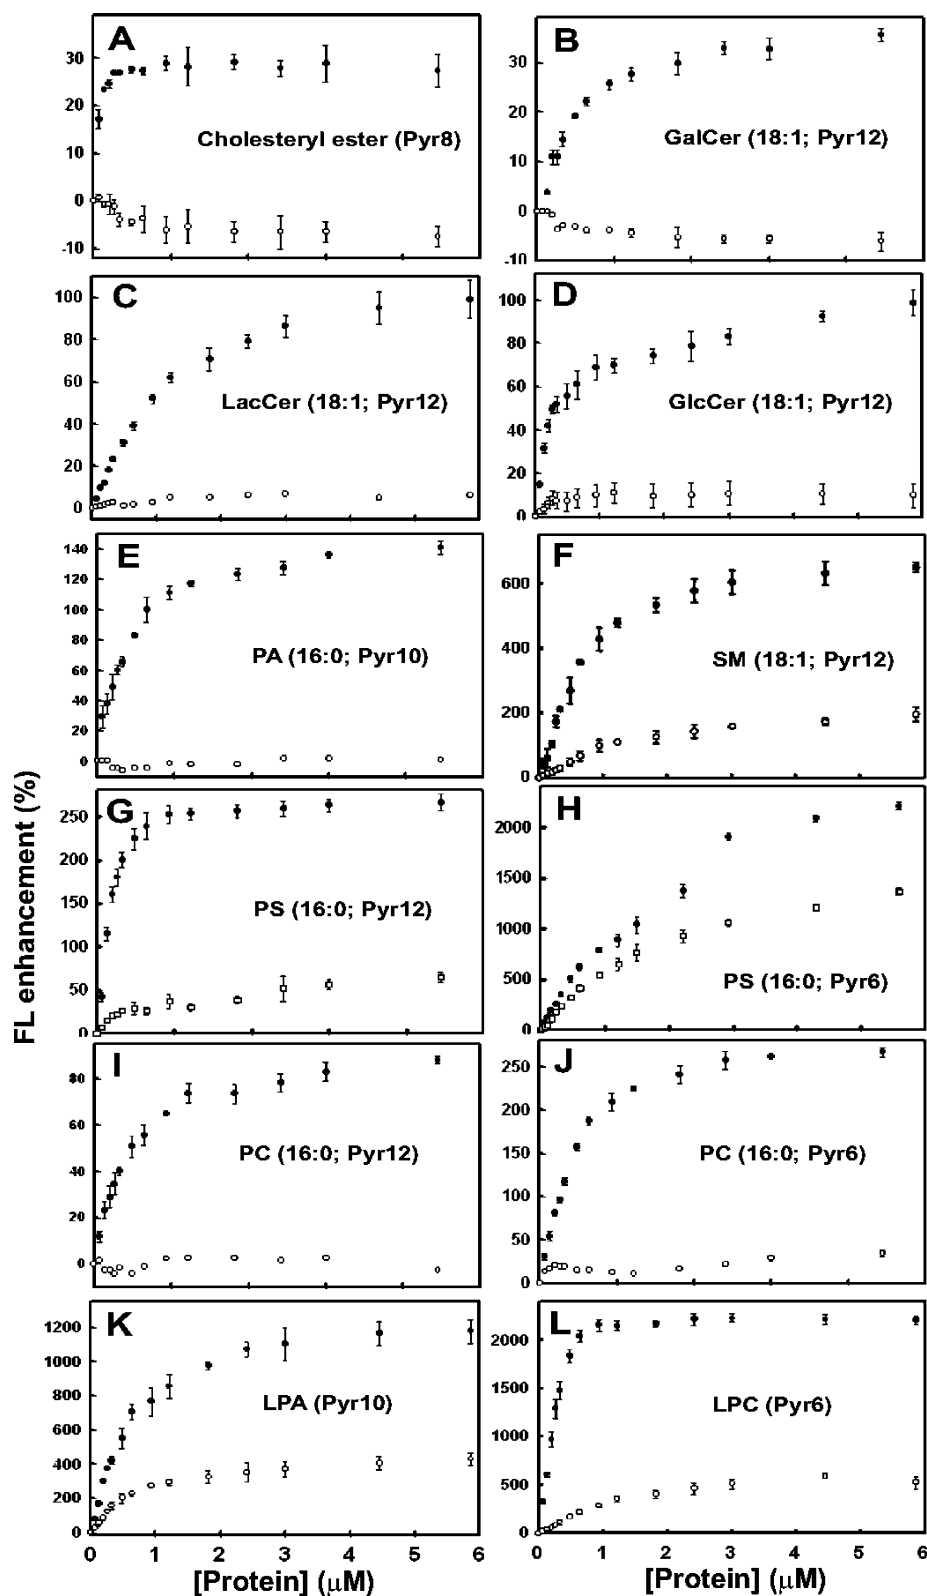 A
30
20
10
0
-10
Cholesteryl ester (Pyr8)
B
30
20
10
0
-10
GalCer (18:1; Pyr12)
C
100
80
60
40
20
0
LacCer (18:1; Pyr12)
D
100
80
60
40
20
0
GlcCer (18:1; Pyr12)
E
140
120
100
80
60
40
20
0
PA (16:0; Pyr10)
F
600
400
200
0
SM (18:1; Pyr12)
FL enhancement (%)
G
250
200
150
100
50
0
PS (16:0; Pyr12)
H
2000
1500
1000
500
0
PS (16:0; Pyr6)
I
80
60
40
20
0
PC (16:0; Pyr12)
J
250
200
150
100
50
0
PC (16:0; Pyr6)
K
1200
1000
800
600
400
200
0
LPA (Pyr10)
0 1 2 3 4 5 6
[Protein] (μM)
L
2000
1500
1000
500
0
LPC (Pyr6)
0 1 2 3 4 5 6
[Protein] (μM)